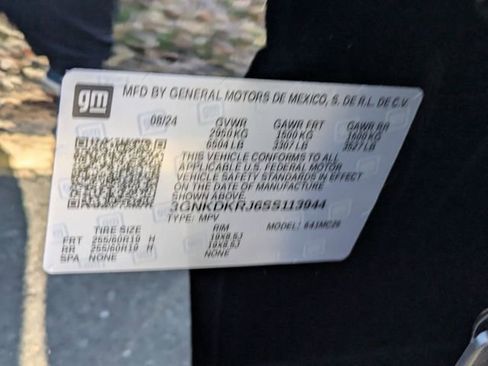 gm
MFD BY GENERAL MOTORS DE MEXICO, S. DE R.L. DE C.V.
08/24 GVWR GAWR FRT GAWR RR
2950 KG 1500 KG 1600 KG
6504 LB 3307 LB 3527 LB
THIS VEHICLE CONFORMS TO ALL
APPLICABLE U.S. FEDERAL MOTOR
VEHICLE SAFETY STANDARDS IN
EFFECT ON THE DATE OF
MANUFACTURE SHOWN ABOVE.
3GNKDKRJ6SS113944
TYPE: MPV MODEL: 641MC26
TIRE SIZE RIM
FRT 255/60R19 H 19X8.5J
RR 255/60R19 H 19X8.5J
SPA NONE NONE